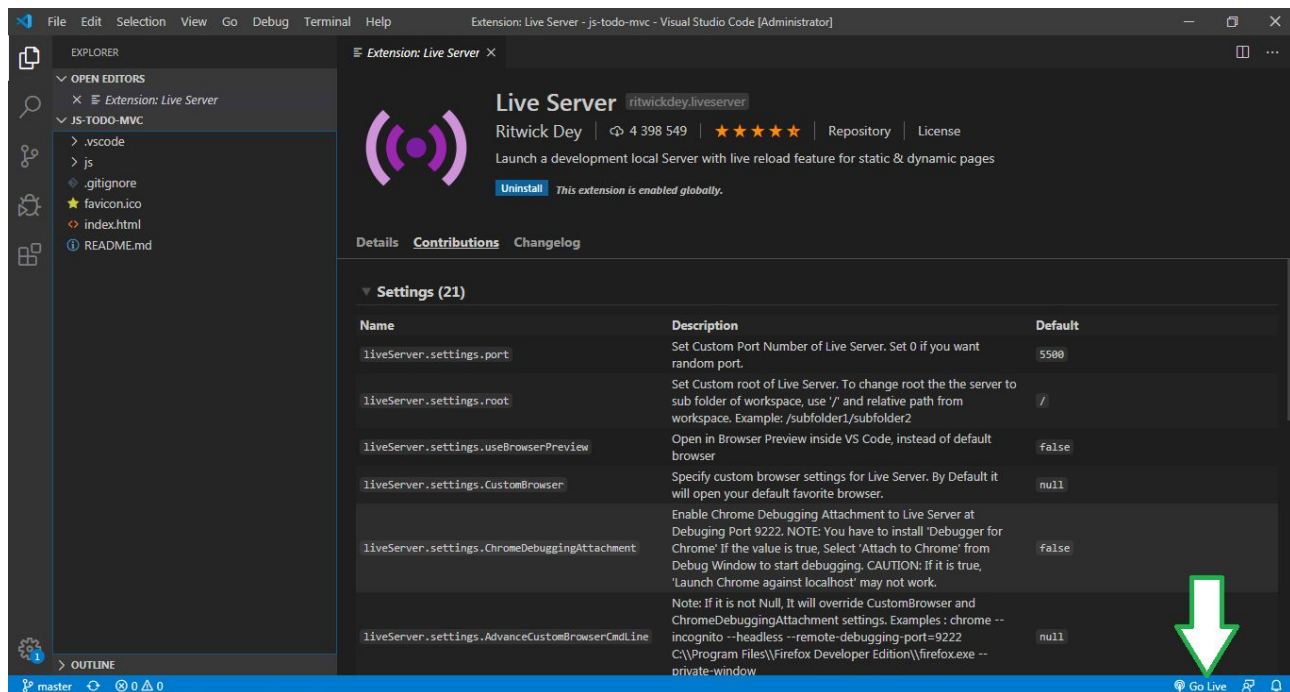 File Edit Selection View Go Debug Terminal Help Extension: Live Server - js-todo-mvc - Visual Studio Code [Administrator]
EXPLORER
OPEN EDITORS
Extension: Live Server
JS-TODO-MVC
.vscode
js
.gitignore
favicon.ico
index.html
README.md
OUTLINE
Extension: Live Server
Live Server ritwickdey.liveserver
Ritwick Dey 4 398 549 Repository License
Launch a development local Server with live reload feature for static & dynamic pages
Uninstall This extension is enabled globally.
Details Contributions Changelog
Settings (21)
Name Description Default
liveServer.settings.port Set Custom Port Number of Live Server. Set 0 if you want 5500
random port.
Set Custom root of Live Server. To change root the the server to
liveServer.settings.root sub folder of workspace, use '/' and relative path from /
workspace. Example: /subfolder1/subfolder2
liveServer.settings.useBrowserPreview Open in Browser Preview inside VS Code, instead of default false
browser
liveServer.settings.CustomBrowser Specify custom browser settings for Live Server. By Default it null
will open your default favorite browser.
Enable Chrome Debugging Attachment to Live Server at
Debuging Port 9222. NOTE: You have to install 'Debugger for
liveServer.settings.ChromeDebuggingAttachment Chrome' If the value is true, Select 'Attach to Chrome' from false
Debug Window to start debugging. CAUTION: If it is true,
'Launch Chrome against localhost' may not work.
Note: If it is not Null, It will override CustomBrowser and
ChromeDebuggingAttachment settings. Examples : chrome --
liveServer.settings.AdvanceCustomBrowserCmdLine incognito --headless --remote-debugging-port=9222 null
C:\\Program Files\\Firefox Developer Edition\\firefox.exe --
private-window
1
master 0 0 Go Live